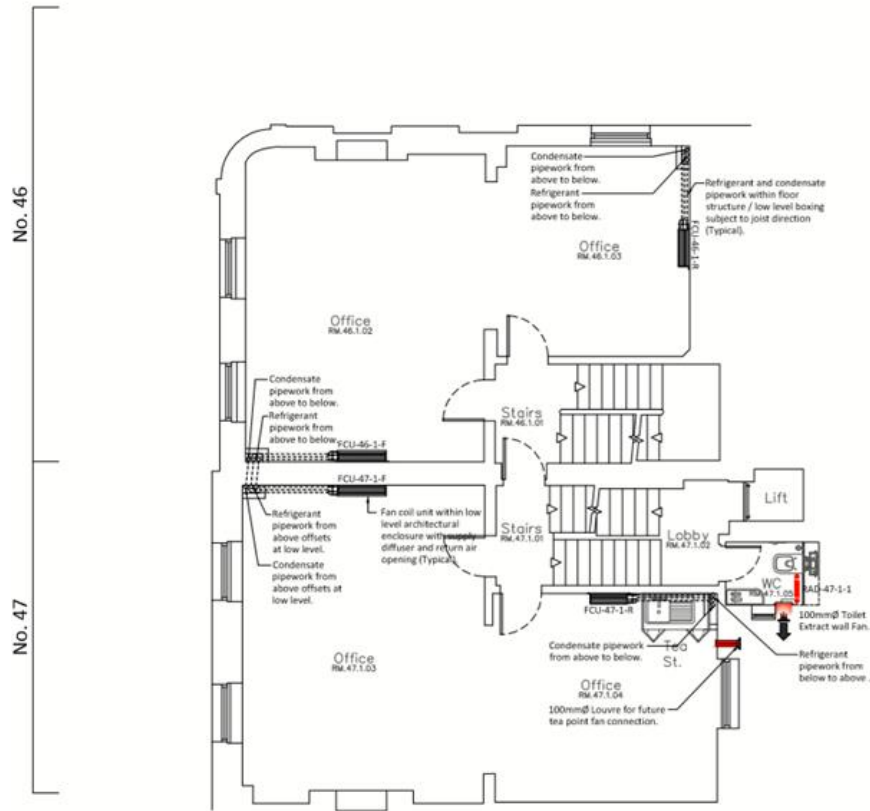 No. 46
Condensate
pipework from
above to below.
Refrigerant
pipework from
above to below.
Refrigerant and condensate
pipework within floor
structure / low level boxing
subject to joist direction
(Typical).
FCU-46-1-R
Office
RM.46.1.03
Office
RM.46.1.02
Condensate
pipework from
above to below.
Refrigerant
pipework from
above to below.
FCU-46-1-F
Stairs
RM.46.1.01
No. 47
FCU-47-1-F
Refrigerant
pipework from
above offsets
at low level.
Condensate
pipework from
above offsets at
low level.
Fan coil unit within low
level architectural
enclosure with supply
diffuser and return air
opening (Typical)
Stairs
RM.47.1.01
Lobby
RM.47.1.02
Lift
WC
RM.47.1.05
RAD-47-1-1
100mmØ Toilet
Extract wall Fan.
FCU-47-1-R
Condensate pipework
from above to below.
Tea
St.
Refrigerant
pipework from
below to above.
Office
RM.47.1.03
Office
RM.47.1.04
100mmØ Louvre for future
tea point fan connection.